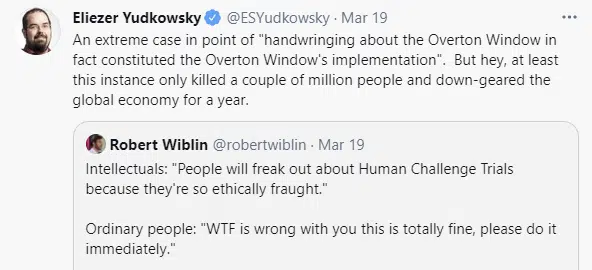 Eliezer Yudkowsky @ESYudkowsky · Mar 19
An extreme case in point of "handwringing about the Overton Window in
fact constituted the Overton Window's implementation".  But hey, at least
this instance only killed a couple of million people and down-geared the
global economy for a year.
Robert Wiblin @robertwiblin · Mar 19
Intellectuals: "People will freak out about Human Challenge Trials
because they're so ethically fraught."
Ordinary people: "WTF is wrong with you this is totally fine, please do it
immediately."